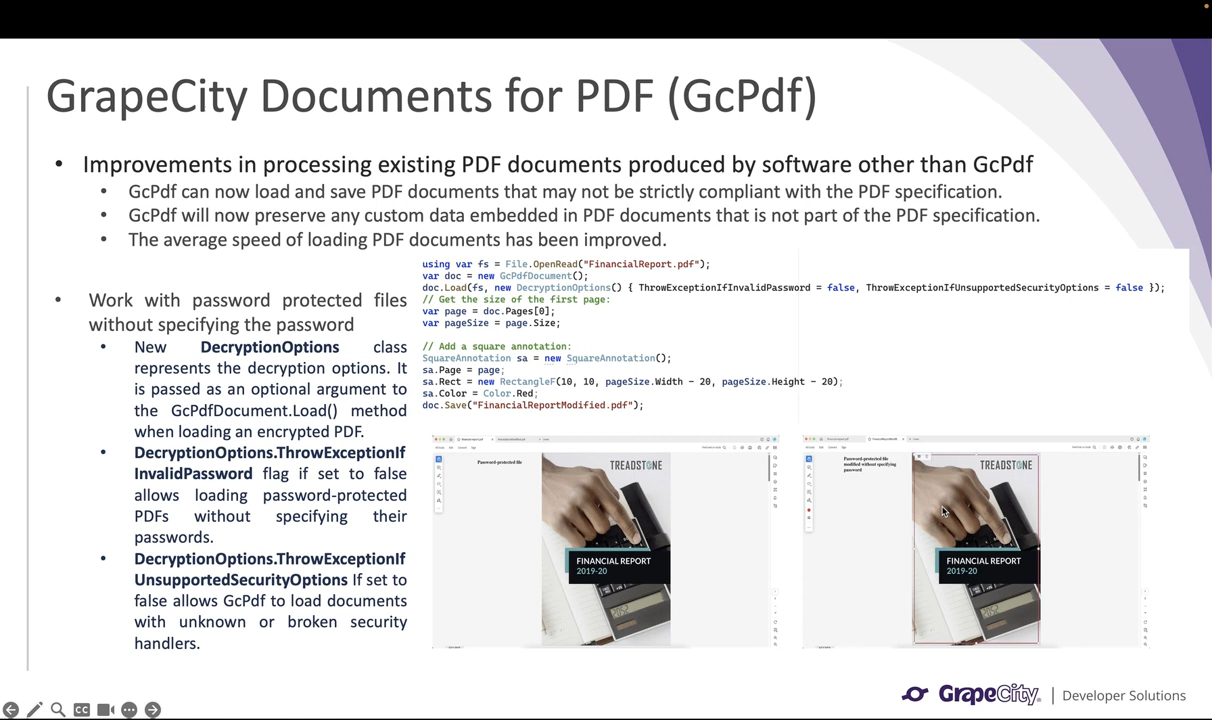 GrapeCity Documents for PDF (GcPdf)
• Improvements in processing existing PDF documents produced by software other than GcPdf
• GcPdf can now load and save PDF documents that may not be strictly compliant with the PDF specification.
• GcPdf will now preserve any custom data embedded in PDF documents that is not part of the PDF specification.
• The average speed of loading PDF documents has been improved.
• Work with password protected files
without specifying the password
• New DecryptionOptions class
represents the decryption options. It
is passed as an optional argument to
the GcPdfDocument.Load() method
when loading an encrypted PDF.
• DecryptionOptions.ThrowExceptionIf
InvalidPassword flag if set to false
allows loading password-protected
PDFs without specifying their
passwords.
• DecryptionOptions.ThrowExceptionIf
UnsupportedSecurityOptions If set to
false allows GcPdf to load documents
with unknown or broken security
handlers.
using var fs = File.OpenRead("FinancialReport.pdf");
var doc = new GcPdfDocument();
doc.Load(fs, new DecryptionOptions() { ThrowExceptionIfInvalidPassword = false, ThrowExceptionIfUnsupportedSecurityOptions = false });
// Get the size of the first page:
var page = doc.Pages[0];
var pageSize = page.Size;
// Add a square annotation:
SquareAnnotation sa = new SquareAnnotation();
sa.Page = page;
sa.Rect = new RectangleF(10, 10, pageSize.Width - 20, pageSize.Height - 20);
sa.Color = Color.Red;
doc.Save("FinancialReportModified.pdf");
Password-protected file
TREADSTONE
FINANCIAL REPORT
2019-20
Password-protected file
modified without specifying
password
TREADSTONE
FINANCIAL REPORT
2019-20
GrapeCity. | Developer Solutions
CC